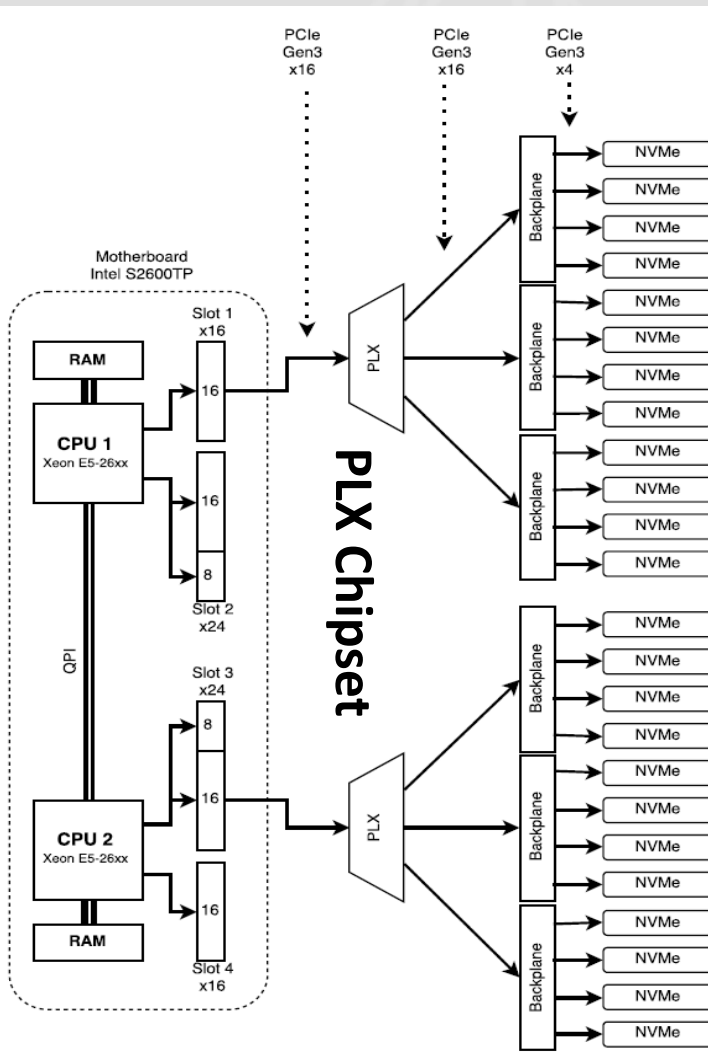 PCIe
Gen3
x16
PCIe
Gen3
x16
PCIe
Gen3
x4
Motherboard
Intel S2600TP
Slot 1
x16
RAM
16
CPU 1
Xeon E5-26xx
16
8
Slot 2
x24
QPI
Slot 3
x24
8
16
CPU 2
Xeon E5-26xx
16
RAM
Slot 4
x16
PLX
PLX Chipset
PLX
Backplane
NVMe
NVMe
NVMe
NVMe
Backplane
NVMe
NVMe
NVMe
NVMe
Backplane
NVMe
NVMe
NVMe
NVMe
Backplane
NVMe
NVMe
NVMe
NVMe
Backplane
NVMe
NVMe
NVMe
NVMe
Backplane
NVMe
NVMe
NVMe
NVMe